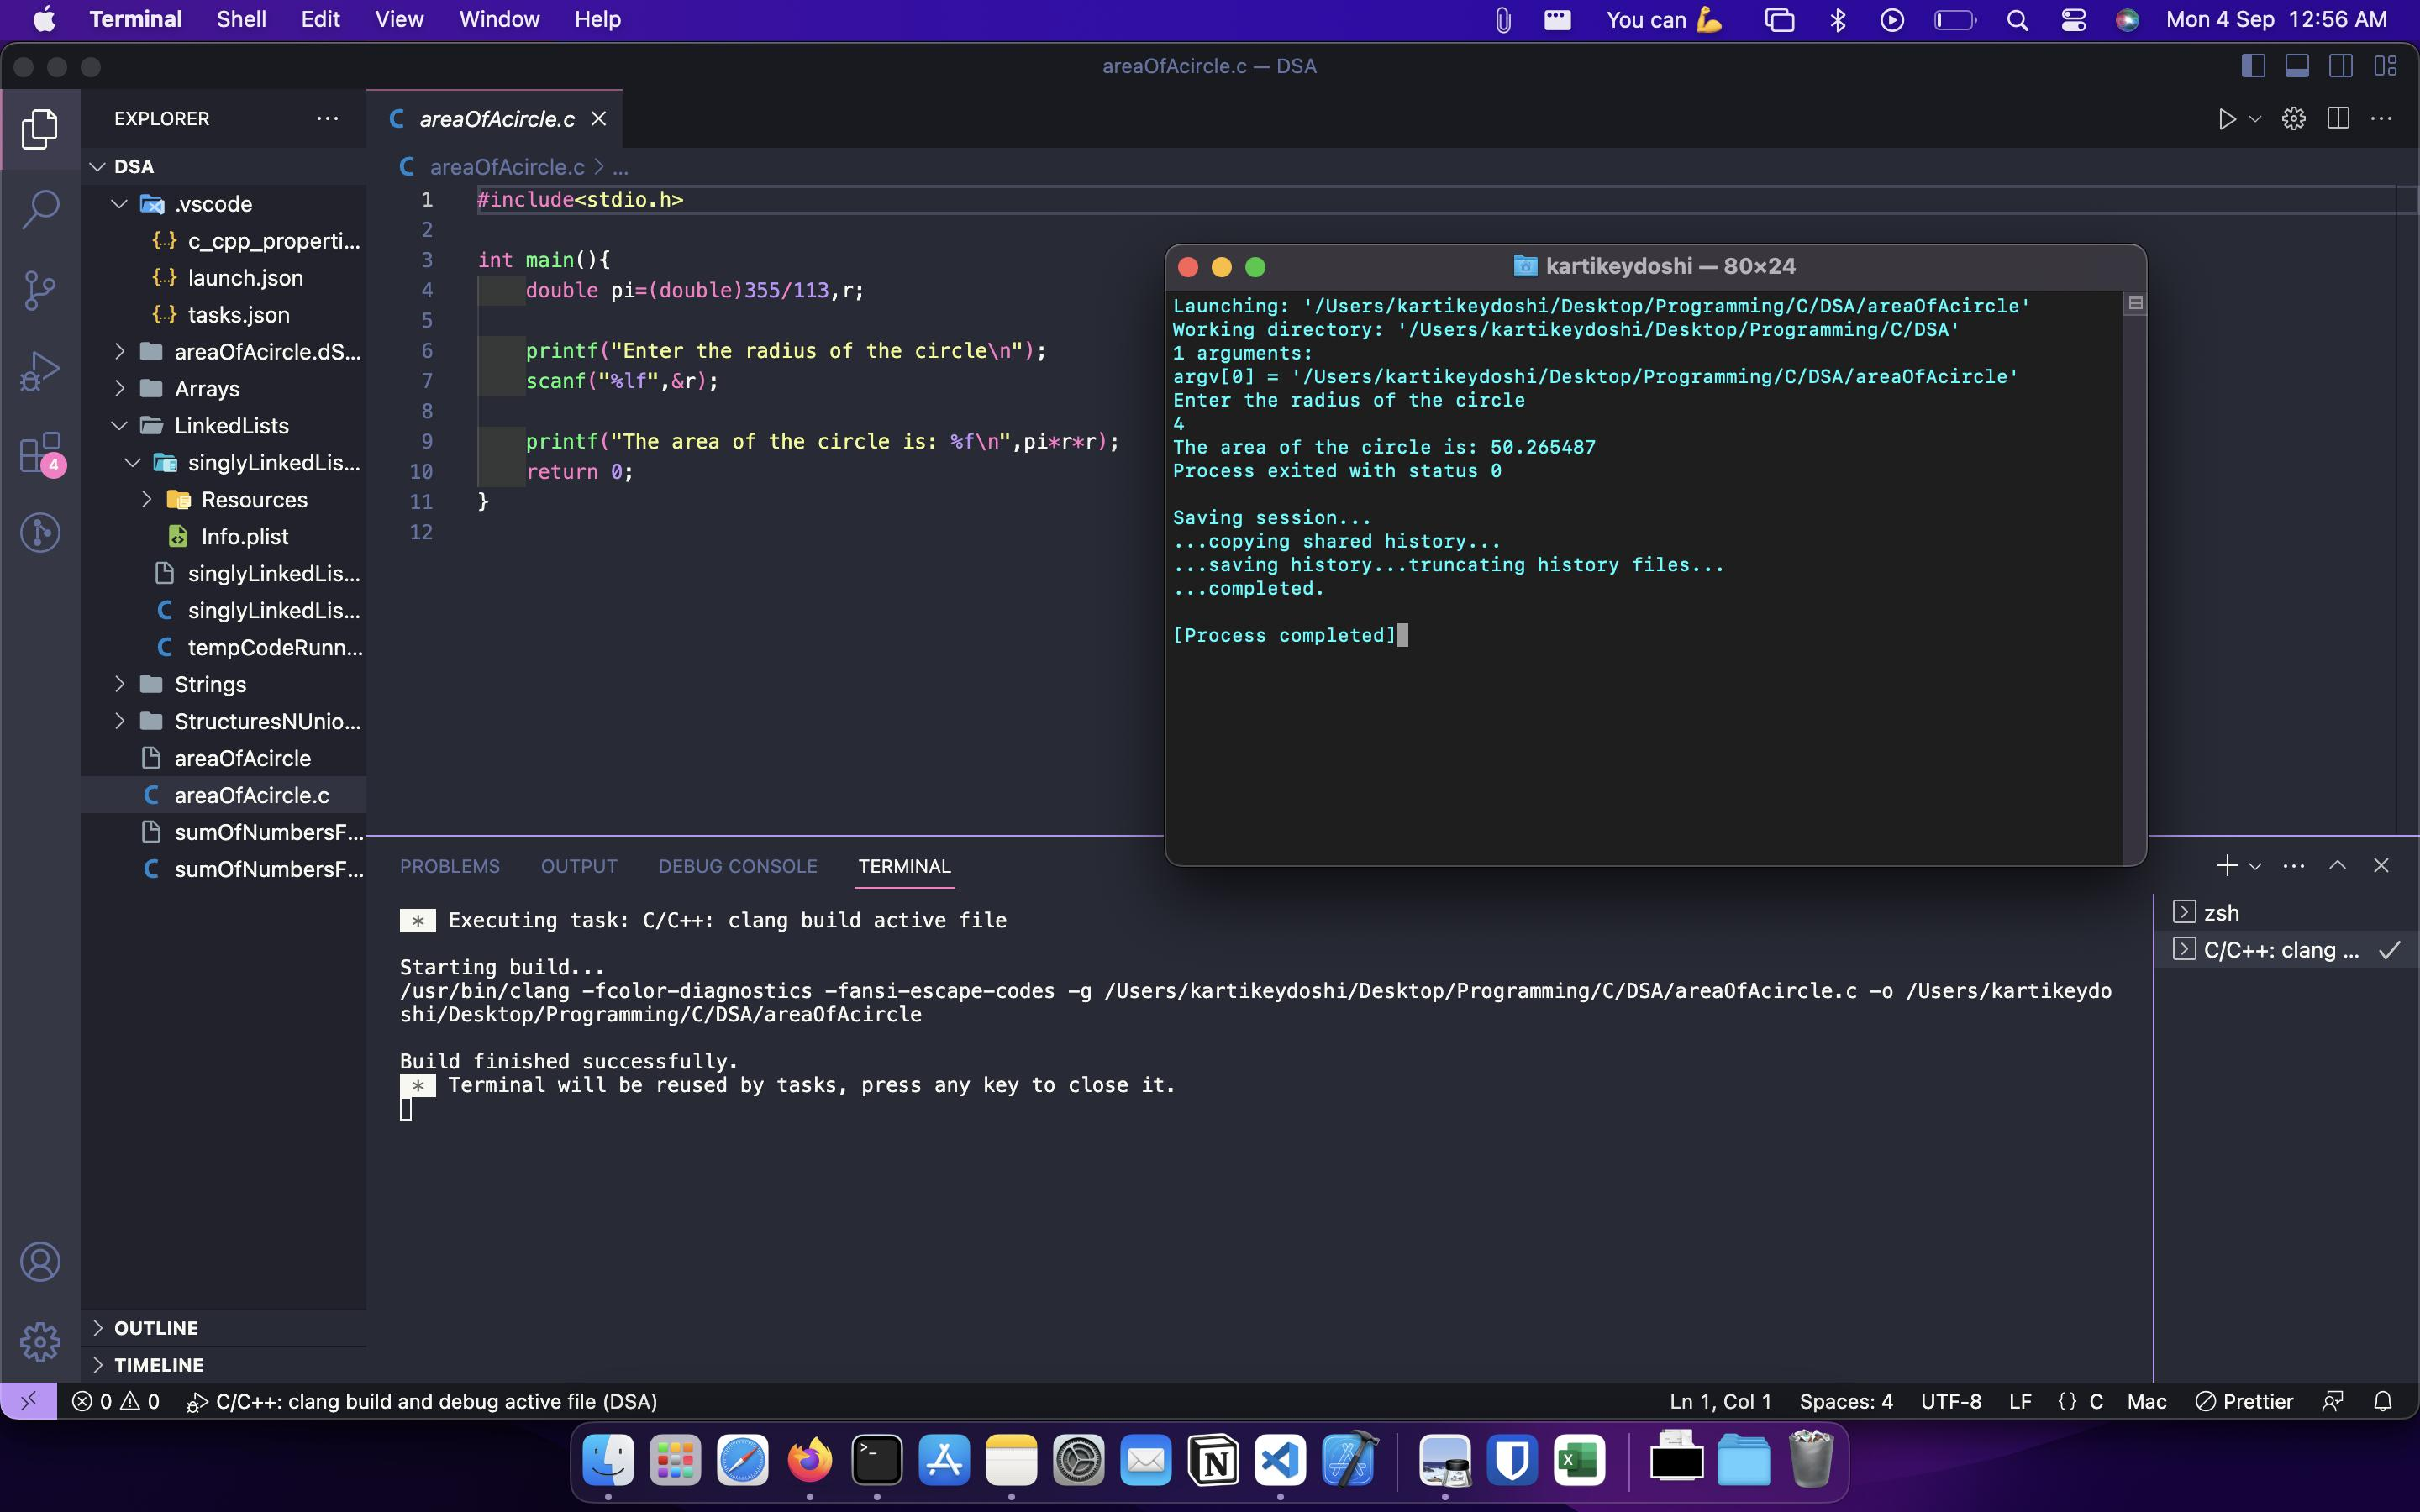 Terminal Shell Edit View Window Help You can 💪 Mon 4 Sep 12:56 AM
areaOfAcircle.c — DSA
EXPLORER ...
areaOfAcircle.c
DSA
areaOfAcircle.c > ...
.vscode
{..} c_cpp_properti...
{..} launch.json
{..} tasks.json
areaOfAcircle.dS...
Arrays
LinkedLists
singlyLinkedLis...
Resources
Info.plist
singlyLinkedLis...
C singlyLinkedLis...
C tempCodeRunn...
Strings
StructuresNUnio...
areaOfAcircle
C areaOfAcircle.c
sumOfNumbersF...
C sumOfNumbersF...
OUTLINE
TIMELINE
4
1 #include<stdio.h>
2
3 int main(){
4 double pi=(double)355/113,r;
5
6 printf("Enter the radius of the circle\n");
7 scanf("%lf",&r);
8
9 printf("The area of the circle is: %f\n",pi*r*r);
10 return 0;
11 }
12
kartikeydoshi — 80×24
Launching: '/Users/kartikeydoshi/Desktop/Programming/C/DSA/areaOfAcircle'
Working directory: '/Users/kartikeydoshi/Desktop/Programming/C/DSA'
1 arguments:
argv[0] = '/Users/kartikeydoshi/Desktop/Programming/C/DSA/areaOfAcircle'
Enter the radius of the circle
4
The area of the circle is: 50.265487
Process exited with status 0
Saving session...
...copying shared history...
...saving history...truncating history files...
...completed.
[Process completed]
PROBLEMS OUTPUT DEBUG CONSOLE TERMINAL
* Executing task: C/C++: clang build active file
Starting build...
/usr/bin/clang -fcolor-diagnostics -fansi-escape-codes -g /Users/kartikeydoshi/Desktop/Programming/C/DSA/areaOfAcircle.c -o /Users/kartikeydo
shi/Desktop/Programming/C/DSA/areaOfAcircle
Build finished successfully.
* Terminal will be reused by tasks, press any key to close it.
zsh
C/C++: clang ...
0 0 C/C++: clang build and debug active file (DSA) Ln 1, Col 1 Spaces: 4 UTF-8 LF {} C Mac Prettier